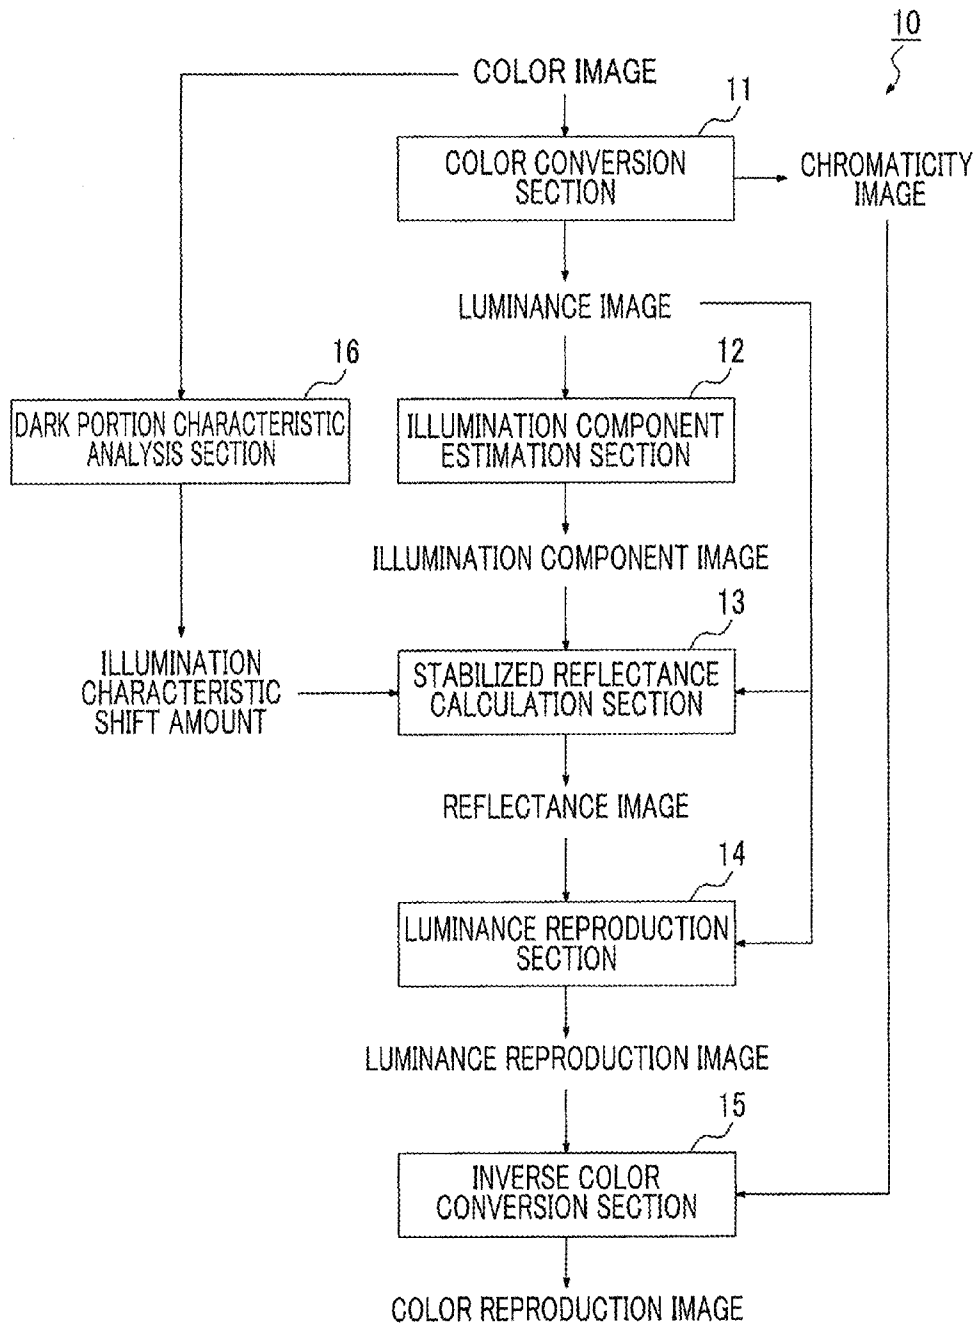 10
COLOR IMAGE
11
COLOR CONVERSION
SECTION
CHROMATICITY
IMAGE
LUMINANCE IMAGE
16
DARK PORTION CHARACTERISTIC
ANALYSIS SECTION
12
ILLUMINATION COMPONENT
ESTIMATION SECTION
ILLUMINATION COMPONENT IMAGE
13
ILLUMINATION
CHARACTERISTIC
SHIFT AMOUNT
STABILIZED REFLECTANCE
CALCULATION SECTION
REFLECTANCE IMAGE
14
LUMINANCE REPRODUCTION
SECTION
LUMINANCE REPRODUCTION IMAGE
15
INVERSE COLOR
CONVERSION SECTION
COLOR REPRODUCTION IMAGE